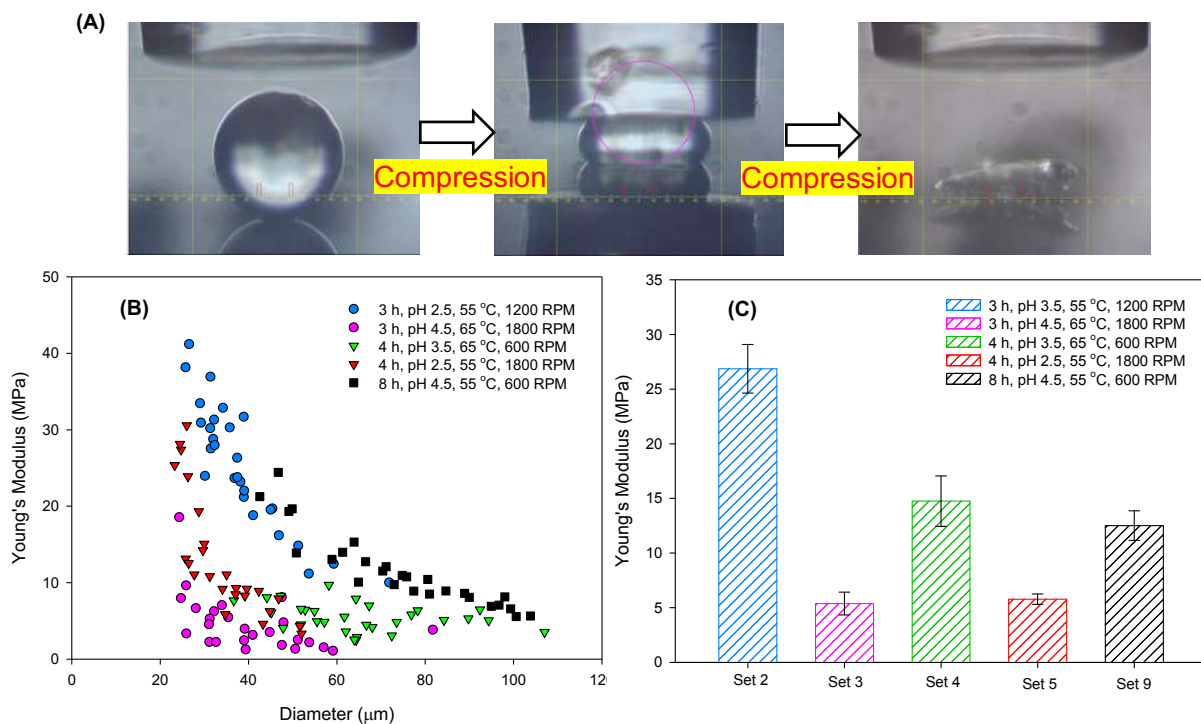 (A)
Compression
Compression
(B)
3 h, pH 2.5, 55 °C, 1200 RPM
3 h, pH 4.5, 65 °C, 1800 RPM
4 h, pH 3.5, 65 °C, 600 RPM
4 h, pH 2.5, 55 °C, 1800 RPM
8 h, pH 4.5, 55 °C, 600 RPM
Young's Modulus (MPa)
50
40
30
20
10
0
0 20 40 60 80 100 12
Diameter (μm)
(C)
3 h, pH 3.5, 55 °C, 1200 RPM
3 h, pH 4.5, 65 °C, 1800 RPM
4 h, pH 3.5, 65 °C, 600 RPM
4 h, pH 2.5, 55 °C, 1800 RPM
8 h, pH 4.5, 55 °C, 600 RPM
Young's Modulus (MPa)
35
30
25
20
15
10
5
0
Set 2 Set 3 Set 4 Set 5 Set 9